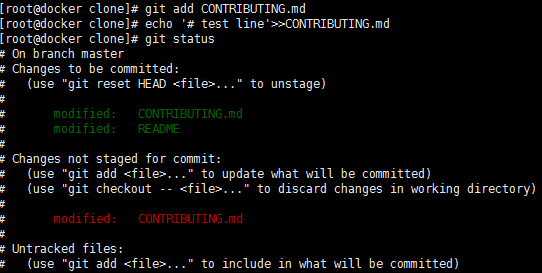 [root@docker clone]# git add CONTRIBUTING.md
[root@docker clone]# echo '# test line'>>CONTRIBUTING.md
[root@docker clone]# git status
# On branch master
# Changes to be committed:
#   (use "git reset HEAD <file>..." to unstage)
#
#       modified:   CONTRIBUTING.md
#       modified:   README
#
# Changes not staged for commit:
#   (use "git add <file>..." to update what will be committed)
#   (use "git checkout -- <file>..." to discard changes in working directory)
#
#       modified:   CONTRIBUTING.md
#
# Untracked files:
#   (use "git add <file>..." to include in what will be committed)